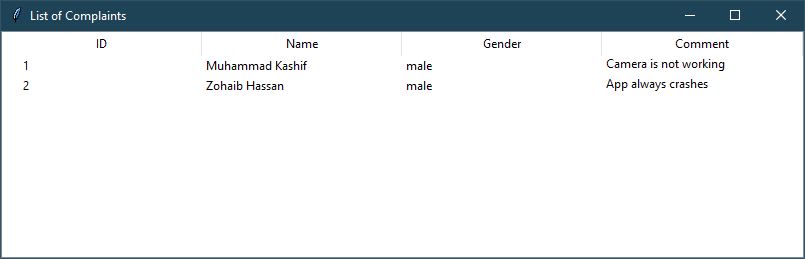 List of Complaints
ID Name Gender Comment
1 Muhammad Kashif male Camera is not working
2 Zohaib Hassan male App always crashes